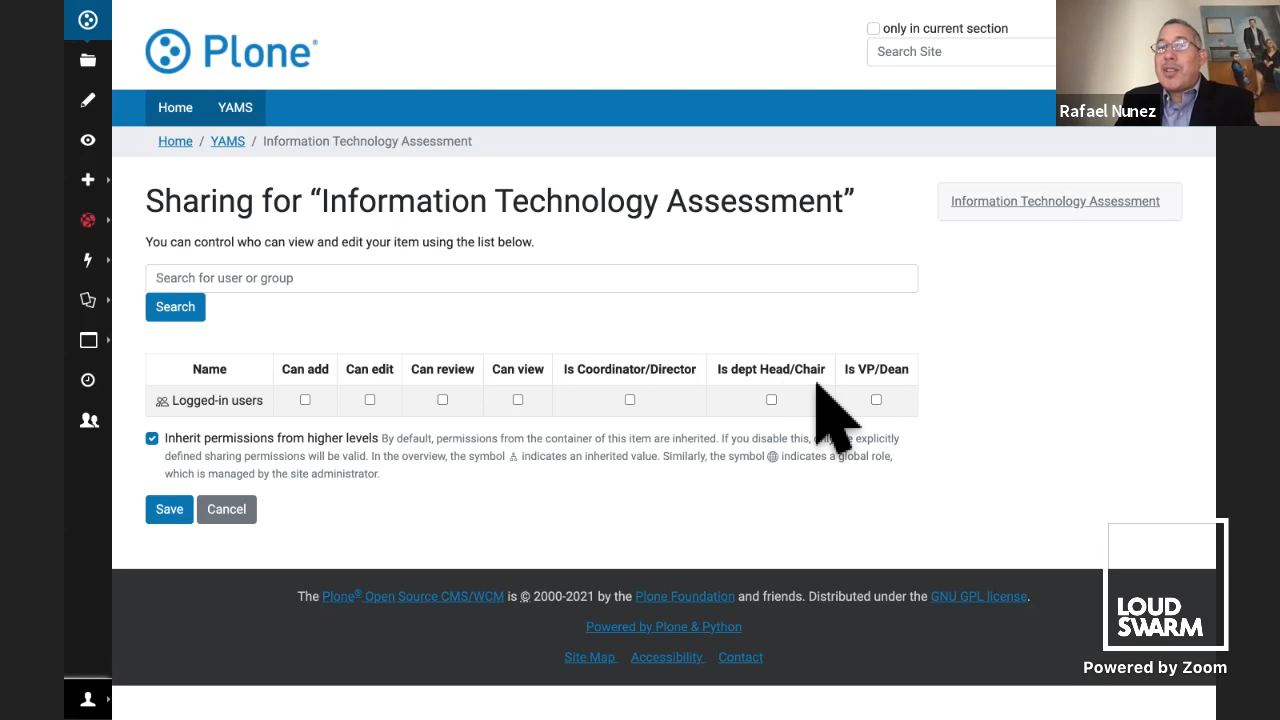 Plone®
only in current section
Search Site
Rafael Nunez
Home YAMS
Home / YAMS / Information Technology Assessment
Sharing for “Information Technology Assessment”
Information Technology Assessment
You can control who can view and edit your item using the list below.
Search for user or group
Search
Name Can add Can edit Can review Can view Is Coordinator/Director Is dept Head/Chair Is VP/Dean
Logged-in users
Inherit permissions from higher levels By default, permissions from the container of this item are inherited. If you disable this, explicitly
defined sharing permissions will be valid. In the overview, the symbol indicates an inherited value. Similarly, the symbol indicates a global role,
which is managed by the site administrator.
Save Cancel
The Plone® Open Source CMS/WCM is © 2000-2021 by the Plone Foundation and friends. Distributed under the GNU GPL license.
Powered by Plone & Python
Site Map Accessibility Contact
LOUD
SWARM
Powered by Zoom